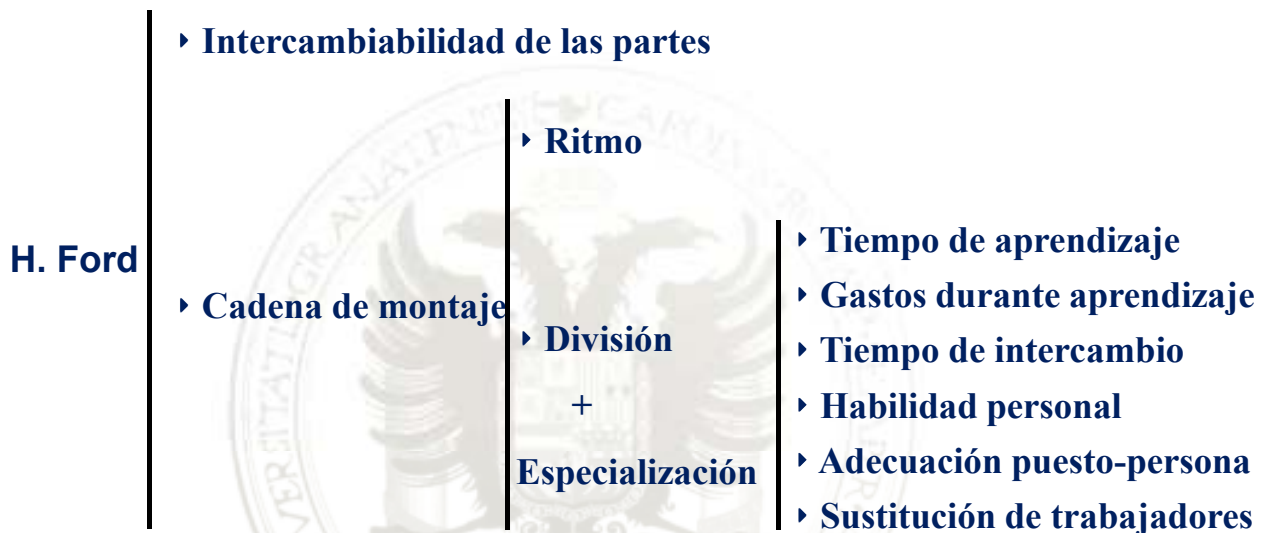 H. Ford
‣ Intercambiabilidad de las partes
‣ Cadena de montaje
‣ Ritmo
‣ División
+
Especialización
‣ Tiempo de aprendizaje
‣ Gastos durante aprendizaje
‣ Tiempo de intercambio
‣ Habilidad personal
‣ Adecuación puesto-persona
‣ Sustitución de trabajadores